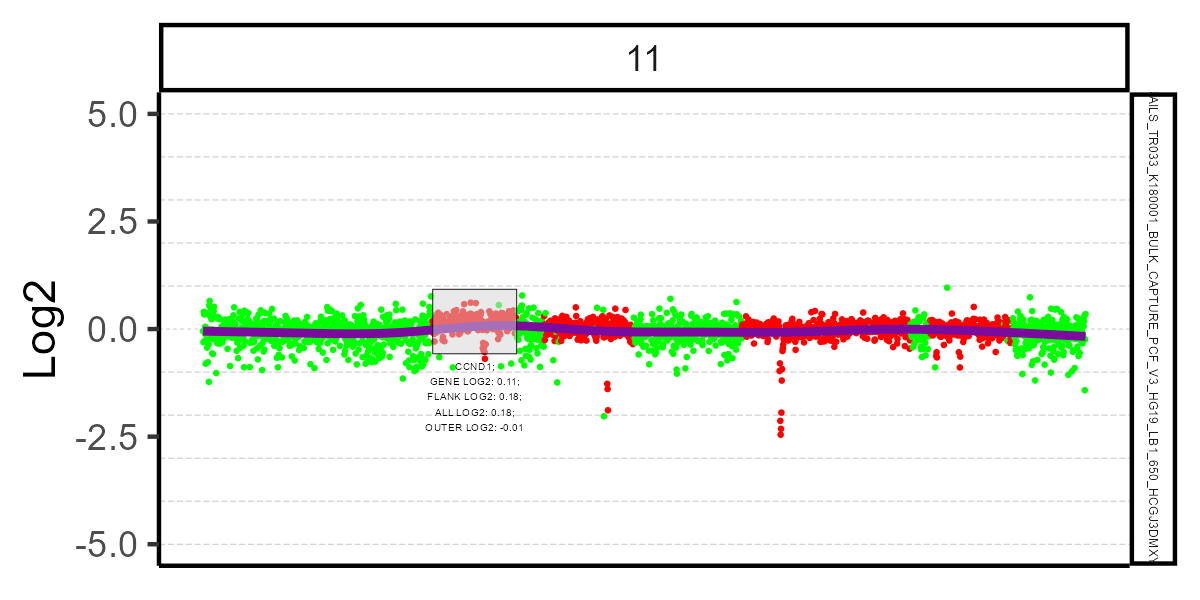 11
5.0
2.5
0.0
-2.5
-5.0
Log2
CCND1;
GENE LOG2: 0.11;
FLANK LOG2: 0.18;
ALL LOG2: 0.18;
OUTER LOG2: -0.01
AILS_TR033_K180001_BULK_CAPTURE_PCF_V3_HG19_LB1_650_HCGJ3DMXY